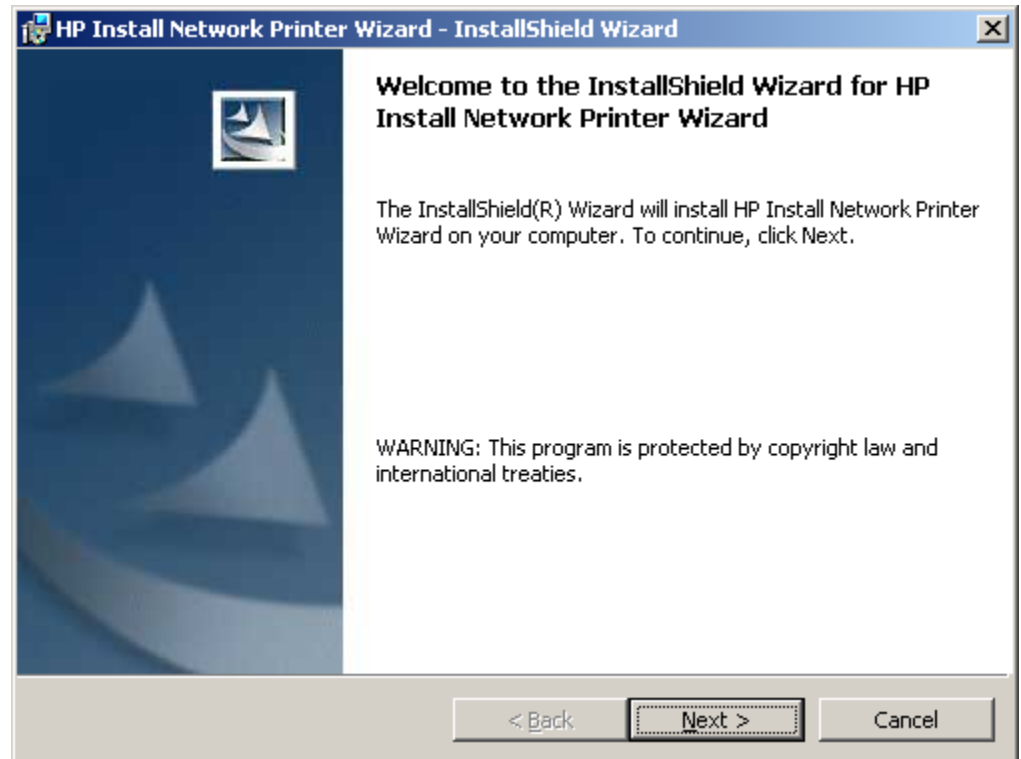 HP Install Network Printer Wizard - InstallShield Wizard
Welcome to the InstallShield Wizard for HP
Install Network Printer Wizard
The InstallShield(R) Wizard will install HP Install Network Printer
Wizard on your computer. To continue, click Next.
WARNING: This program is protected by copyright law and
international treaties.
< Back
Next >
Cancel